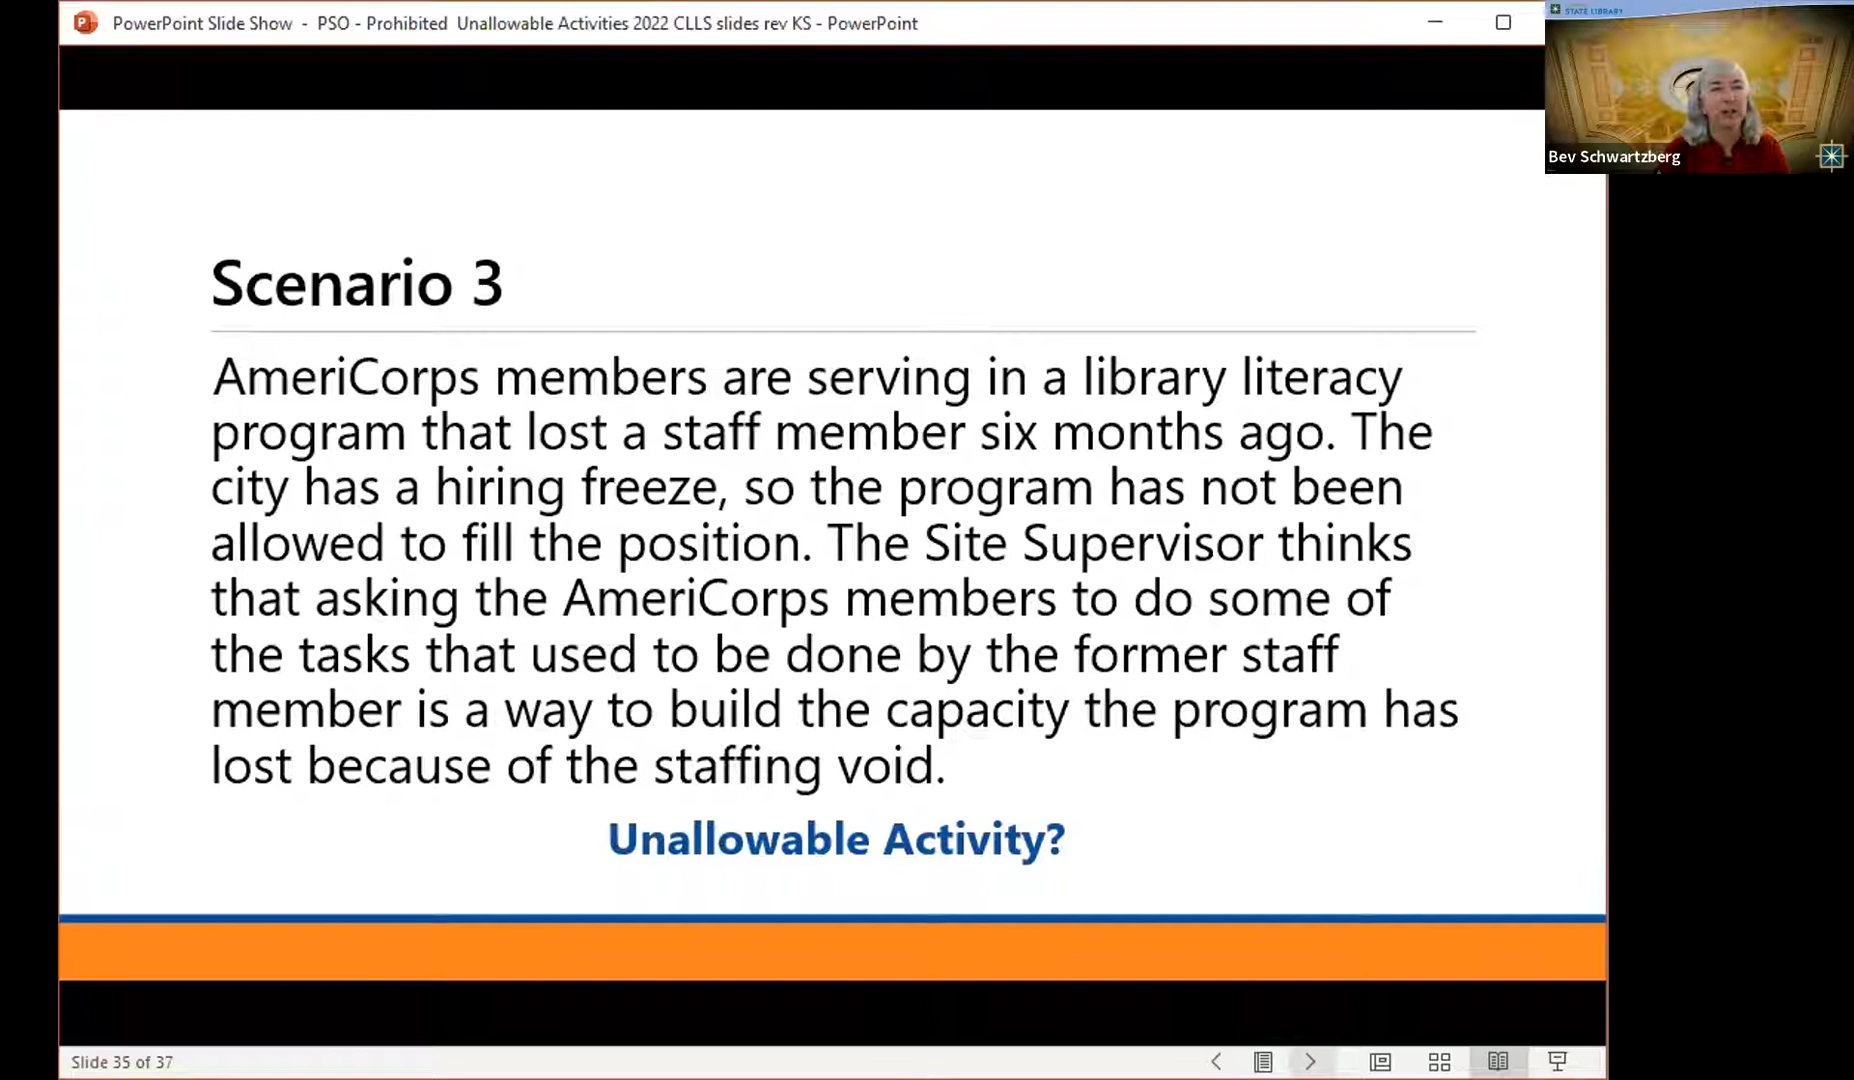 PowerPoint Slide Show - PSO - Prohibited Unallowable Activities 2022 CLLS slides rev KS - PowerPoint
STATE LIBRARY
Bev Schwartzberg
Scenario 3
AmeriCorps members are serving in a library literacy
program that lost a staff member six months ago. The
city has a hiring freeze, so the program has not been
allowed to fill the position. The Site Supervisor thinks
that asking the AmeriCorps members to do some of
the tasks that used to be done by the former staff
member is a way to build the capacity the program has
lost because of the staffing void.
Unallowable Activity?
Slide 35 of 37